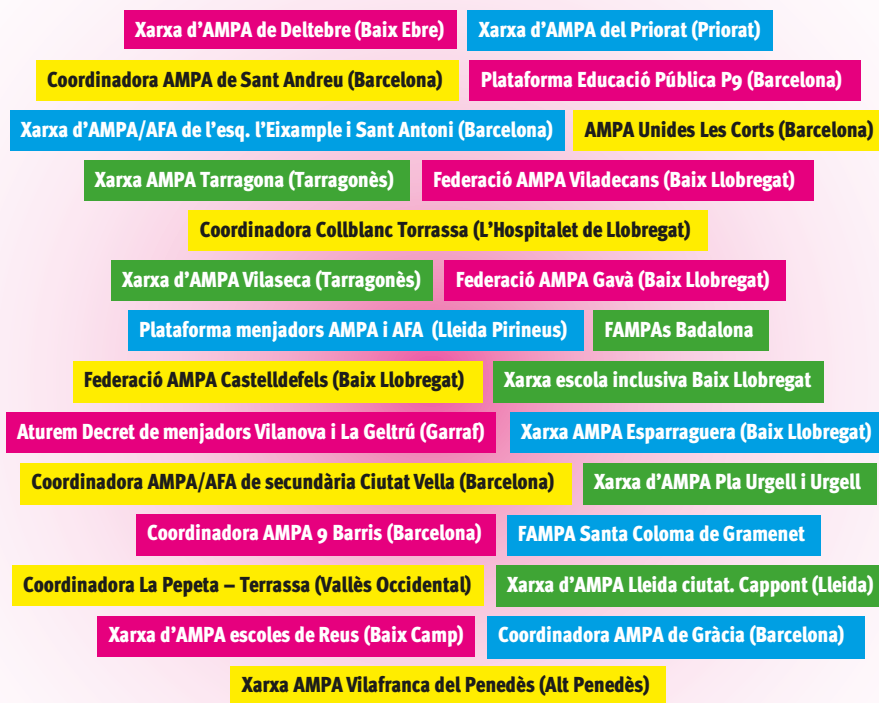 Xarxa d'AMPA de Deltebre (Baix Ebre) Xarxa d'AMPA del Priorat (Priorat)
Coordinadora AMPA de Sant Andreu (Barcelona) Plataforma Educació Pública P9 (Barcelona)
Xarxa d'AMPA/AFA de l'esq. l'Eixample i Sant Antoni (Barcelona) AMPA Unides Les Corts (Barcelona)
Xarxa AMPA Tarragona (Tarragonès) Federació AMPA Viladecans (Baix Llobregat)
Coordinadora Collblanc Torrassa (L'Hospitalet de Llobregat)
Xarxa d'AMPA Vilaseca (Tarragonès) Federació AMPA Gavà (Baix Llobregat)
Plataforma menjadors AMPA i AFA (Lleida Pirineus) FAMPAs Badalona
Federació AMPA Castelldefels (Baix Llobregat) Xarxa escola inclusiva Baix Llobregat
Aturem Decret de menjadors Vilanova i La Geltrú (Garraf) Xarxa AMPA Esparraguera (Baix Llobregat)
Coordinadora AMPA/AFA de secundària Ciutat Vella (Barcelona) Xarxa d'AMPA Pla Urgell i Urgell
Coordinadora AMPA 9 Barris (Barcelona) FAMPA Santa Coloma de Gramenet
Coordinadora La Pepeta – Terrassa (Vallès Occidental) Xarxa d'AMPA Lleida ciutat. Cappont (Lleida)
Xarxa d'AMPA escoles de Reus (Baix Camp) Coordinadora AMPA de Gràcia (Barcelona)
Xarxa AMPA Vilafranca del Penedès (Alt Penedès)